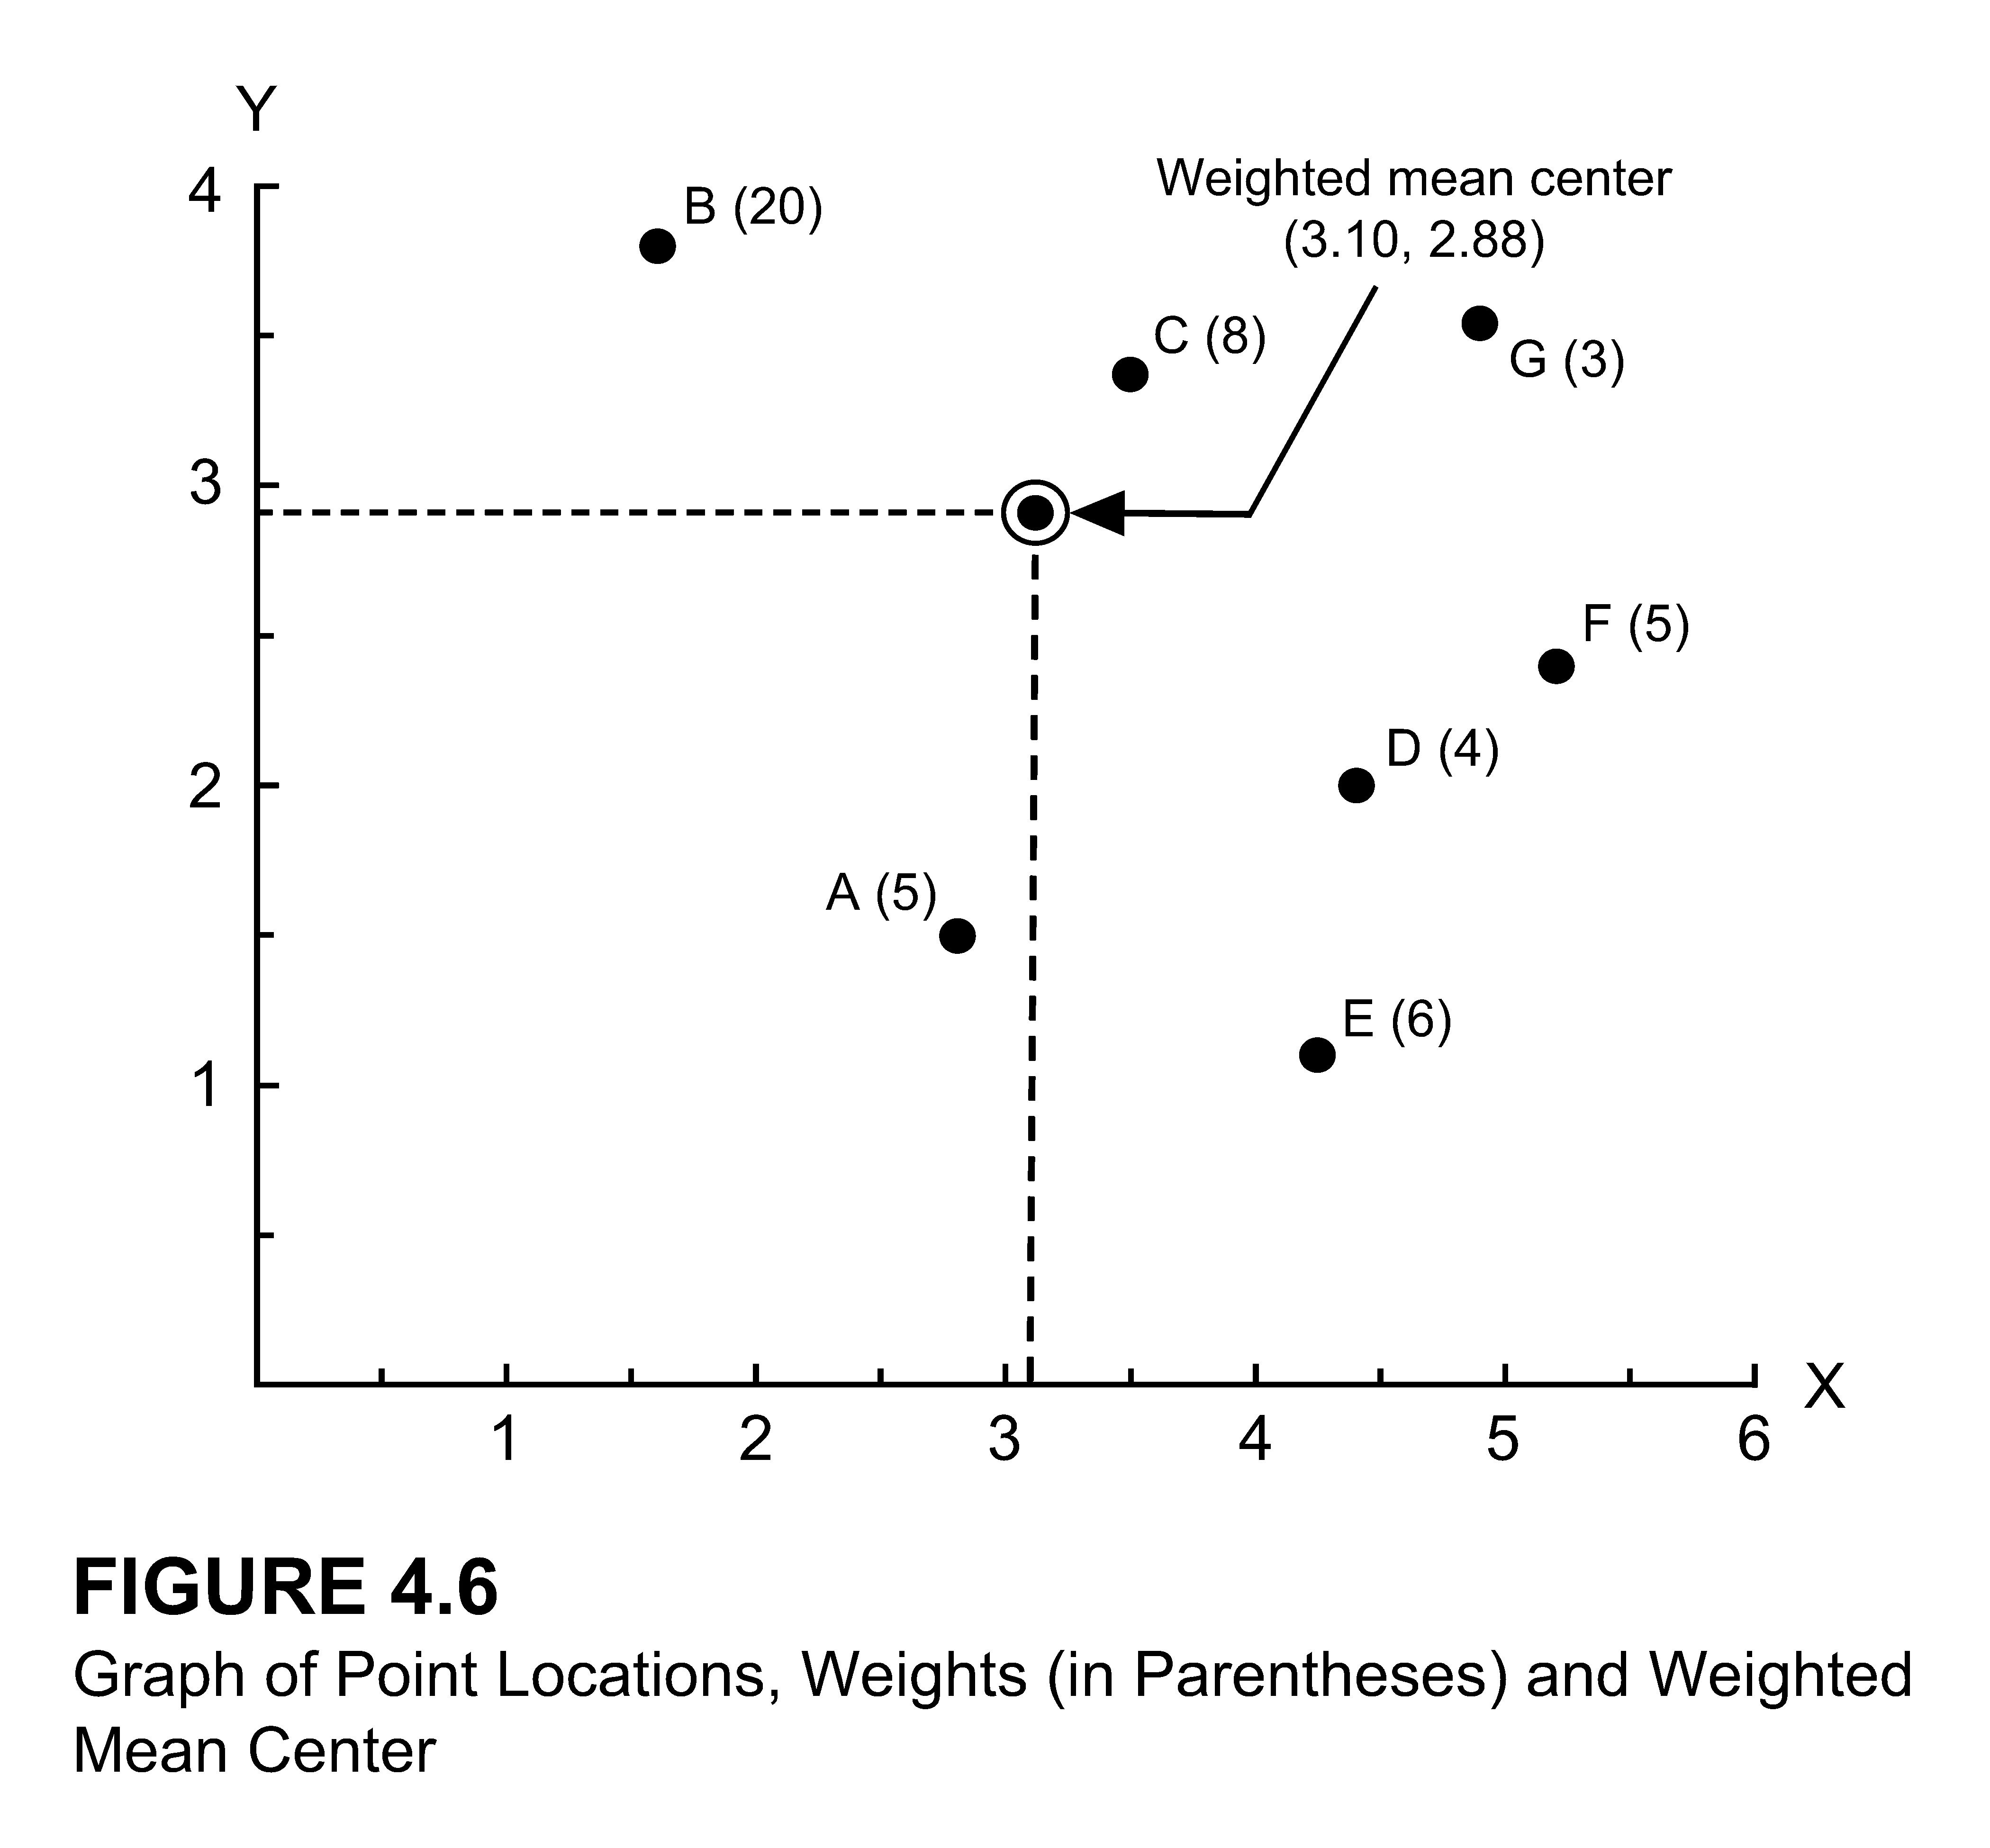 Y
4
B (20)
Weighted mean center
(3.10, 2.88)
C (8)
G (3)
3
F (5)
D (4)
2
A (5)
E (6)
1
X
1 2 3 4 5 6
FIGURE 4.6
Graph of Point Locations, Weights (in Parentheses) and Weighted
Mean Center